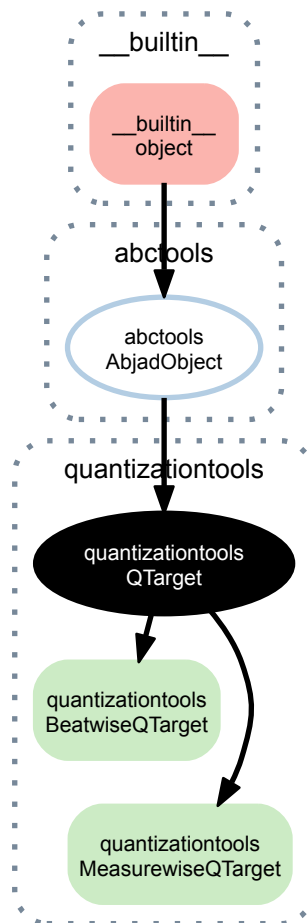 __builtin__
__builtin__
object
abctools
abctools
AbjadObject
quantizationtools
quantizationtools
QTarget
quantizationtools
BeatwiseQTarget
quantizationtools
MeasurewiseQTarget